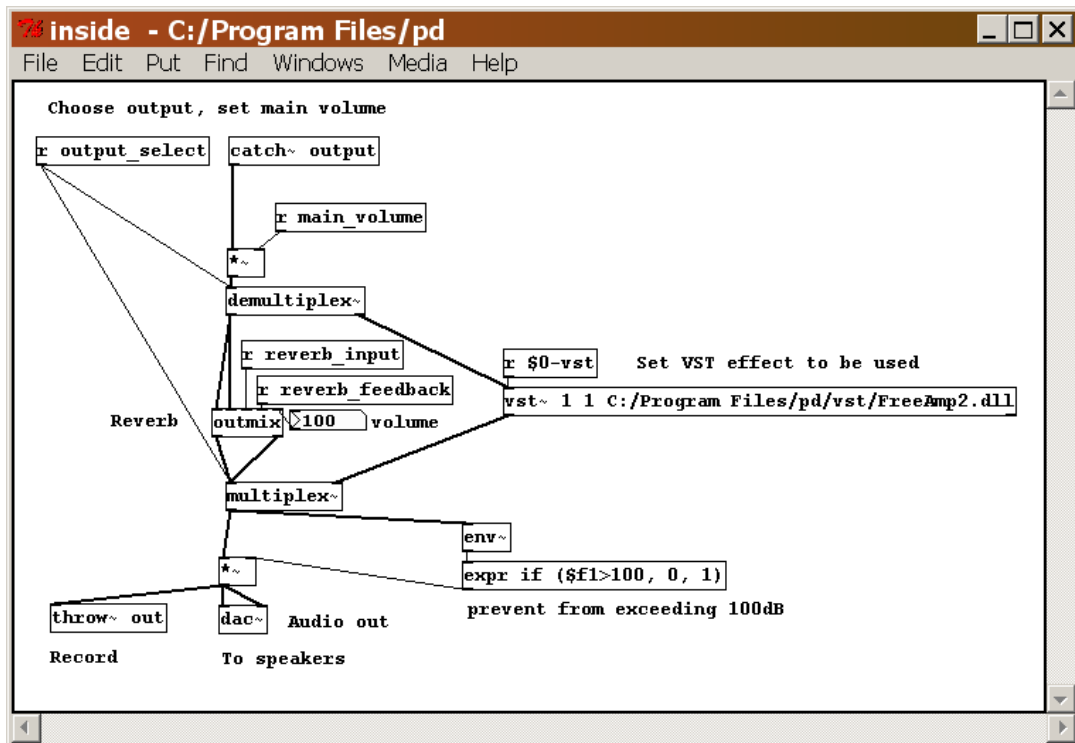 inside - C:/Program Files/pd
File Edit Put Find Windows Media Help
Choose output, set main volume
r output_select
catch~ output
r main_volume
*~
demultiplex~
r reverb_input
r $0-vst
Set VST effect to be used
r reverb_feedback
vst~ 1 1 C:/Program Files/pd/vst/FreeAmp2.dll
Reverb
outmix
100
volume
multiplex~
env~
*~
expr if ($f1>100, 0, 1)
prevent from exceeding 100dB
throw~ out
dac~
Audio out
Record
To speakers